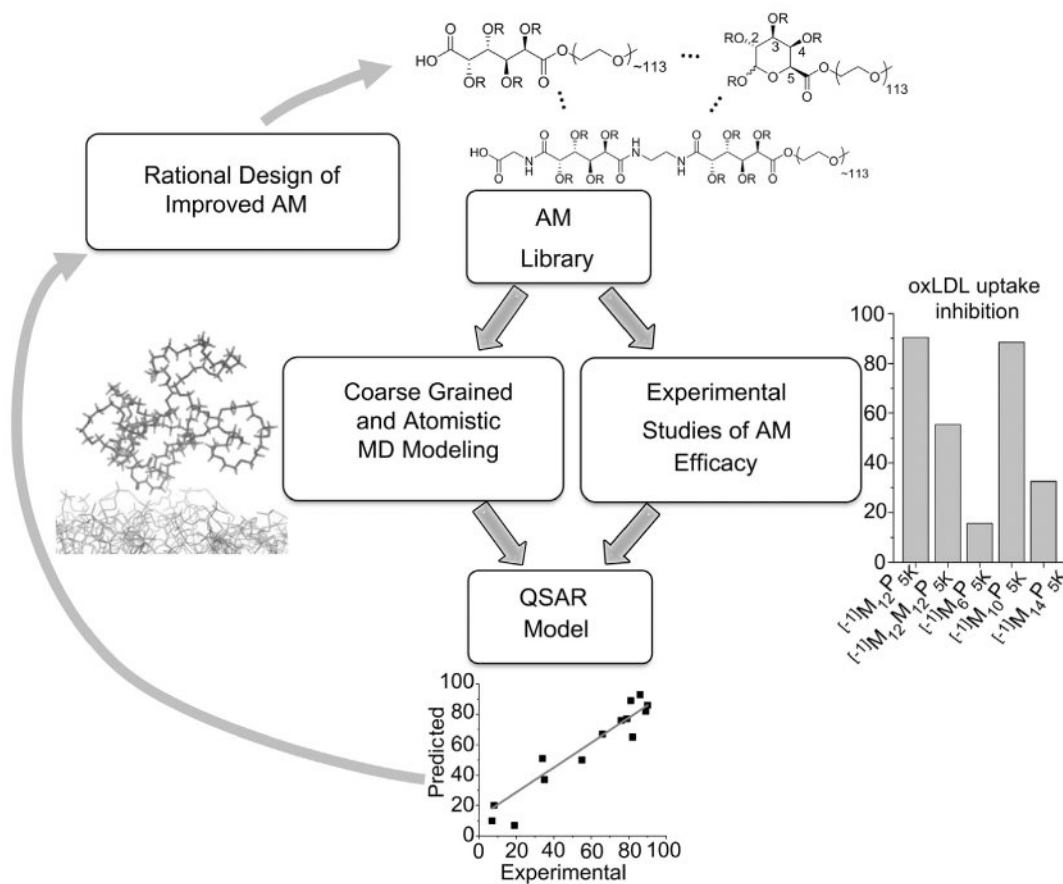 OR OR
HO O O ~113
O OR OR O
RO 2 OR OR
3 4
RO O 5 O O 113
O
O OR OR H O OR OR
HO N N N O O ~113
O H OR OR O H OR OR O
Rational Design of
Improved AM
AM
Library
Coarse Grained
and Atomistic
MD Modeling
Experimental
Studies of AM
Efficacy
QSAR
Model
oxLDL uptake
inhibition
100
80
60
40
20
0
[-1]M12P5K
[-1]M12M12P5K
[-1]M6P5K
[-1]M10P5K
[-1]M14P5K
Predicted
100
80
60
40
20
0
0 20 40 60 80 100
Experimental